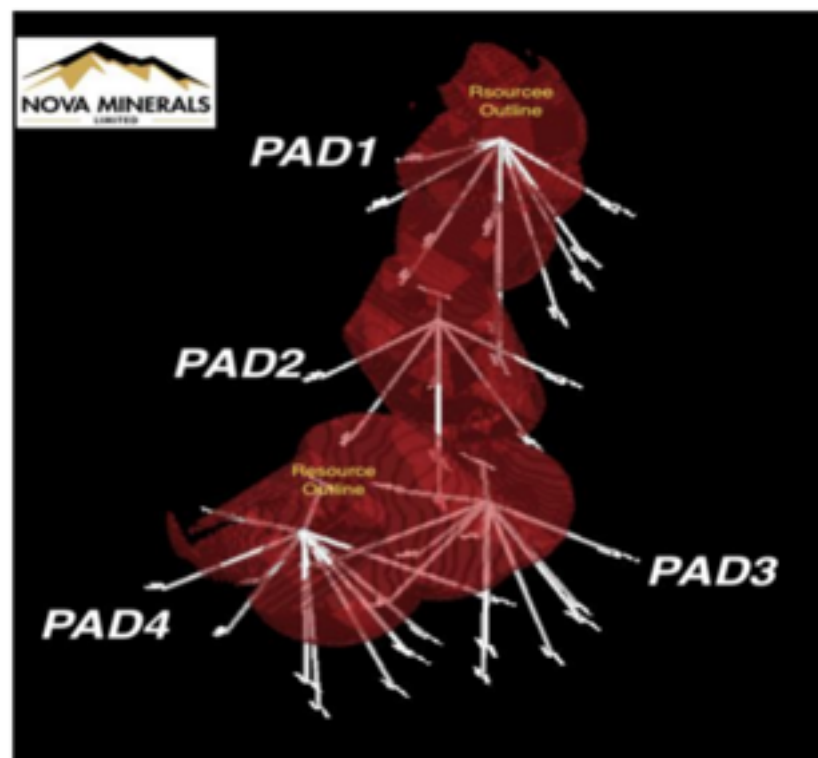 NOVA MINERALS
LIMITED
Rsourcee
Outline
PAD1
PAD2
Resource
Outline
PAD3
PAD4